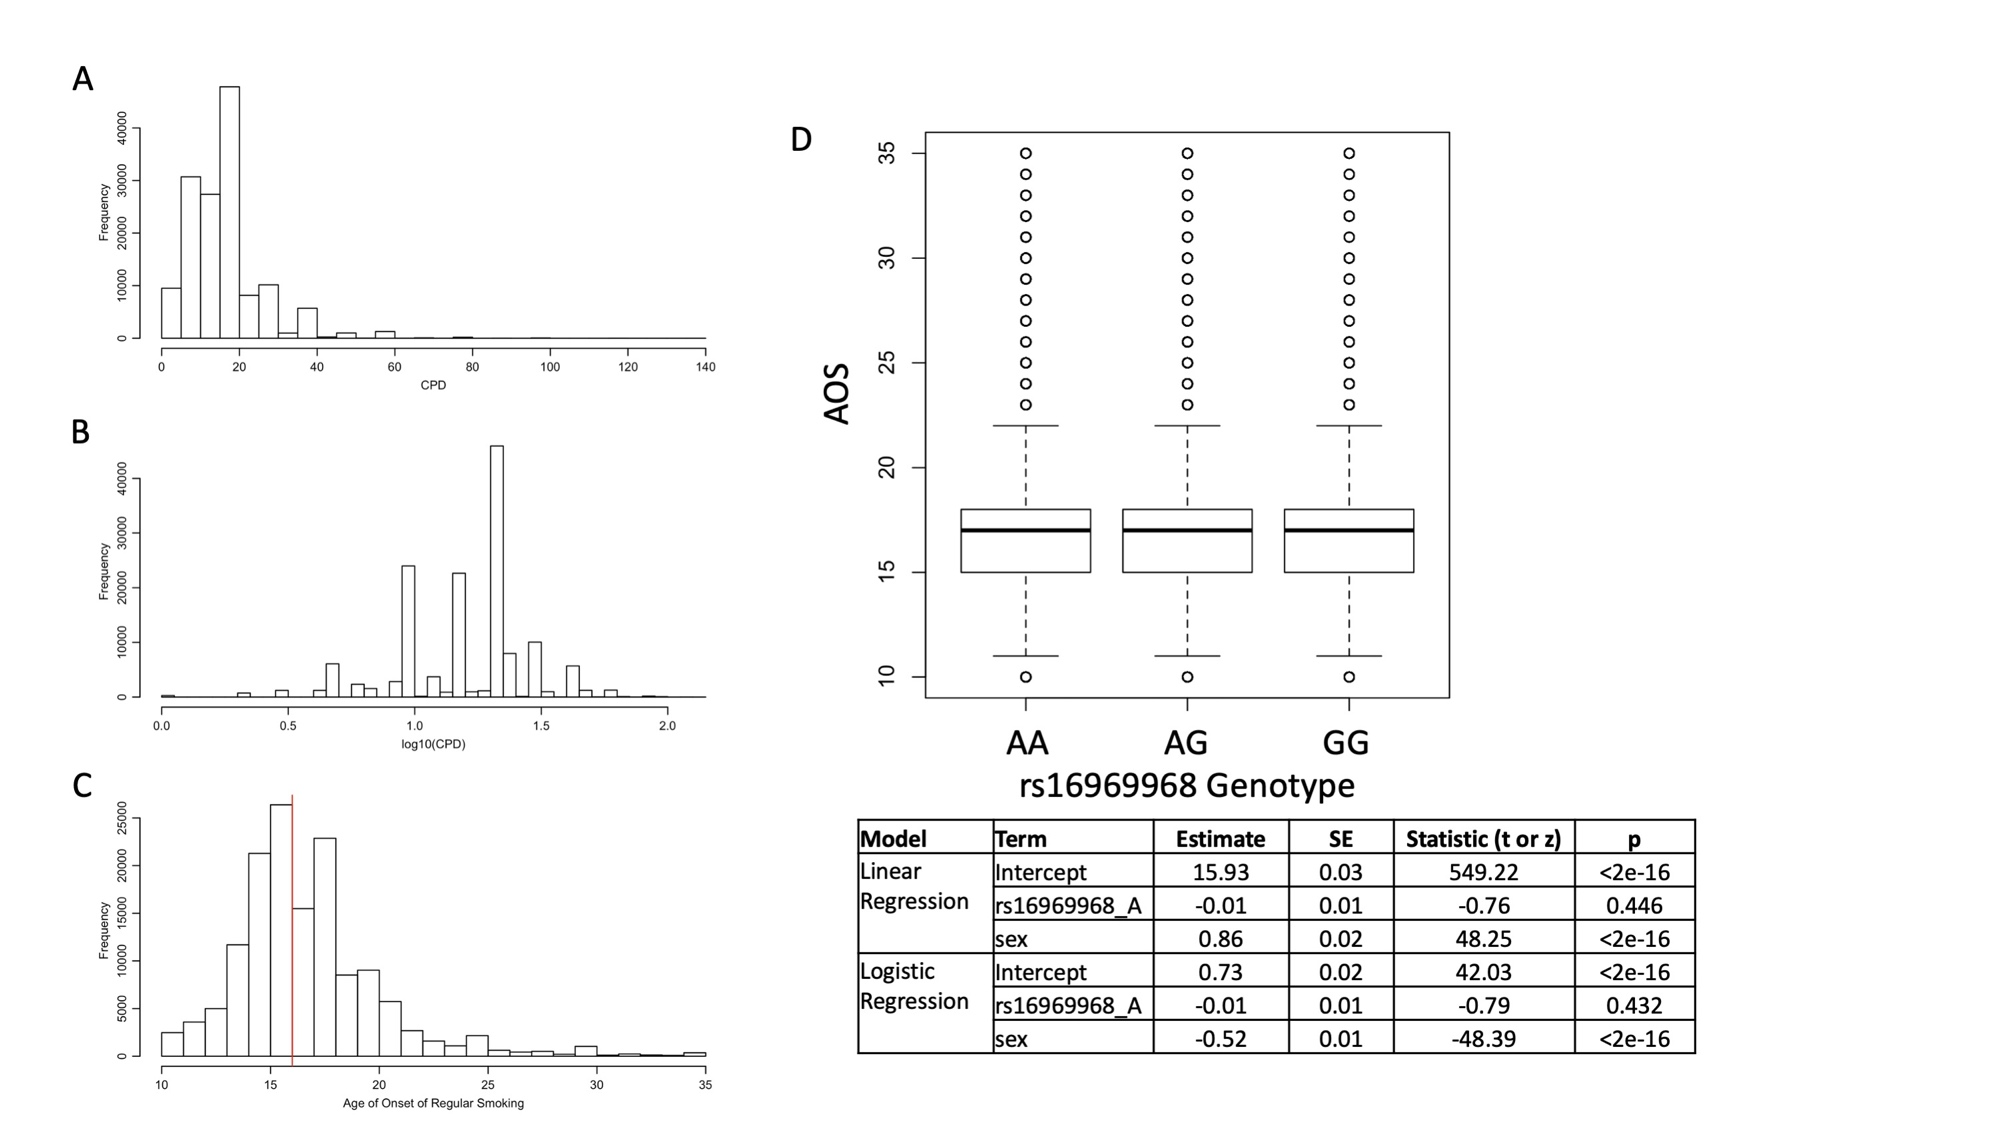 A
Frequency
0 10000 20000 30000 40000
0 20 40 60 80 100 120 140
CPD
B
Frequency
0 10000 20000 30000 40000
0.0 0.5 1.0 1.5 2.0
log10(CPD)
C
Frequency
0 5000 10000 15000 20000 25000
10 15 20 25 30 35
Age of Onset of Regular Smoking
D
AOS
10 15 20 25 30 35
AA AG GG
rs16969968 Genotype
Model Term Estimate SE Statistic (t or z) p
Linear Regression Intercept 15.93 0.03 549.22 <2e-16
rs16969968_A -0.01 0.01 -0.76 0.446
sex 0.86 0.02 48.25 <2e-16
Logistic Regression Intercept 0.73 0.02 42.03 <2e-16
rs16969968_A -0.01 0.01 -0.79 0.432
sex -0.52 0.01 -48.39 <2e-16